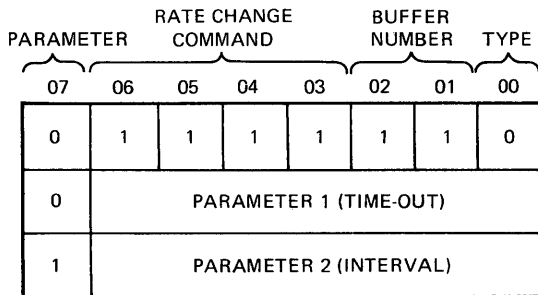 RATE CHANGE BUFFER
PARAMETER COMMAND NUMBER TYPE
07 06 05 04 03 02 01 00
0 1 1 1 1 1 1 0
0 PARAMETER 1 (TIME-OUT)
1 PARAMETER 2 (INTERVAL)